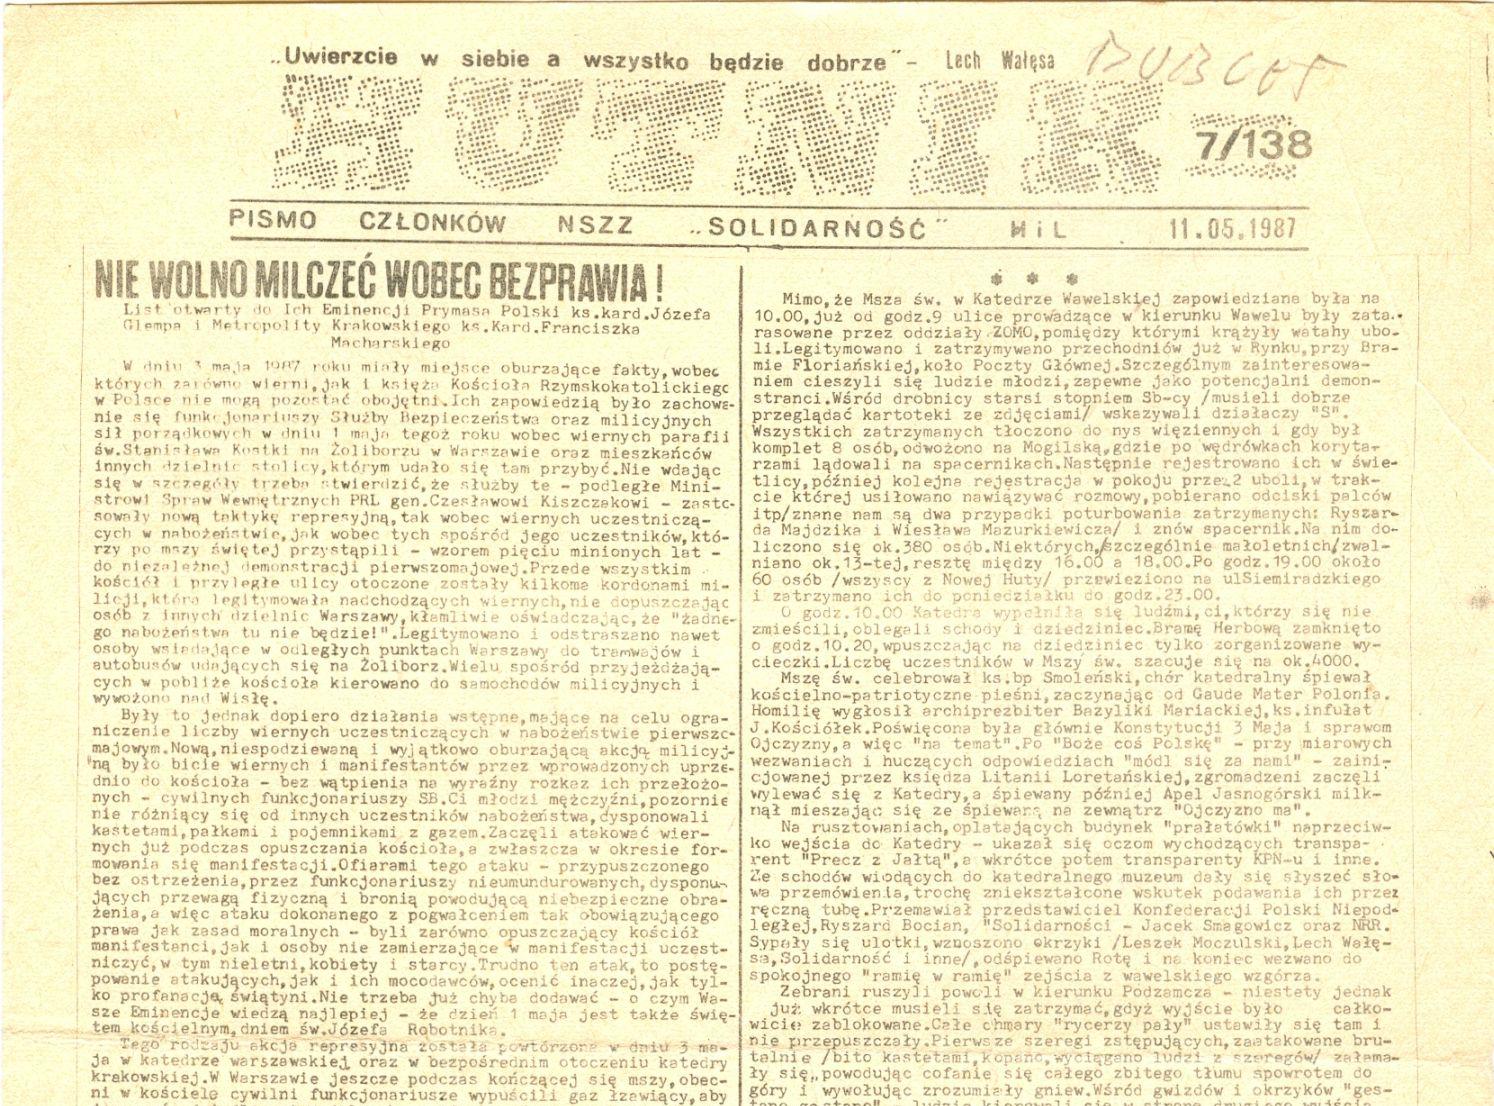 „Uwierzcie w siebie a wszystko będzie dobrze" - Lech Wałęsa
HUTNIK
7/138
PISMO CZŁONKÓW NSZZ „SOLIDARNOŚĆ" HiL 11.05.1987
NIE WOLNO MILCZEĆ WOBEC BEZPRAWIA !
List otwarty do Ich Eminencji Prymasa Polski ks.kard.Józefa
Glempa i Metropolity Krakowskiego ks.Kard.Franciszka
Macharskiego
W dniu 3 maja 1987 roku miały miejsce oburzające fakty,wobec
których zarówno wierni,jak i księża Kościoła Rzymskokatolickiego
w Polsce nie mogą pozostać obojętni.Ich zapowiedzią było zachowa-
nie się funkcjonariuszy Służby Bezpieczeństwa oraz milicyjnych
sił porządkowych w dniu 1 maja tegoż roku wobec wiernych parafii
św.Stanisława Kostki na Żoliborzu w Warszawie oraz mieszkańców
innych dzielnic stolicy,którym udało się tam przybyć.Nie wdając
się w szczegóły trzeba stwierdzić,że służby te - podległe Mini-
strowi Spraw Wewnętrznych PRL gen.Czesławowi Kiszczakowi - zasto-
sowały nową taktykę represyjną,tak wobec wiernych uczestniczą-
cych w nabożeństwie,jak wobec tych spośród jego uczestników,któ-
rzy po mszy świętej przystąpili - wzorem pięciu minionych lat -
do niezależnej demonstracji pierwszomajowej.Przede wszystkim
kościół i przyległe ulicy otoczone zostały kilkoma kordonami mi-
licji,która legitymowała nadchodzących wiernych,nie dopuszczając
osób z innych dzielnic Warszawy,kłamliwie oświadczając,że "żadne-
go nabożeństwa tu nie będzie!".Legitymowano i odstraszano nawet
osoby wsiadające w odległych punktach Warszawy do tramwajów i
autobusów udających się na Żoliborz.Wielu spośród przyjeżdżają-
cych w pobliże kościoła kierowano do samochodów milicyjnych i
wywożono nad Wisłę.
Były to jednak dopiero działania wstępne,mające na celu ogra-
niczenie liczby wiernych uczestniczących w nabożeństwie pierwszo-
majowym.Nową,niespodziewaną i wyjątkowo oburzającą akcją milicyj-
ną było bicie wiernych i manifestantów przez wprowadzonych uprze-
dnio do kościoła - bez wątpienia na wyraźny rozkaz ich przełożo-
nych - cywilnych funkcjonariuszy SB.Ci młodzi mężczyźni,pozornie
nie różniący się od innych uczestników nabożeństwa,dysponowali
kastetami,pałkami i pojemnikami z gazem.Zaczęli atakować wier-
nych już podczas opuszczania kościoła,a zwłaszcza w okresie for-
mowania się manifestacji.Ofiarami tego ataku - przypuszczonego
bez ostrzeżenia,przez funkcjonariuszy nieumundurowanych,dysponu-
jących przewagą fizyczną i bronią powodującą niebezpieczne obra-
żenia,a więc ataku dokonanego z pogwałceniem tak obowiązującego
prawa jak zasad moralnych - byli zarówno opuszczający kościół
manifestanci,jak i osoby nie zamierzające w manifestacji uczest-
niczyć,w tym nieletni,kobiety i starcy.Trudno ten atak,to postę-
powanie atakujących,jak i ich mocodawców,ocenić inaczej,jak tyl-
ko profanację świątyni.Nie trzeba już chyba dodawać - o czym Wa-
sze Eminencje wiedzą najlepiej - że dzień 1 maja jest także świę-
tem kościelnym,dniem św.Józefa Robotnika.
Tego rodzaju akcja represyjna została powtórzona w dniu 3 ma-
ja w katedrze warszawskiej oraz w bezpośrednim otoczeniu katedry
krakowskiej.W Warszawie jeszcze podczas kończącej się mszy,obec-
ni w kościele cywilni funkcjonariusze wypuścili gaz łzawiący,aby
* * *
Mimo,że Msza św. w Katedrze Wawelskiej zapowiedziana była na
10.00,już od godz.9 ulice prowadzące w kierunku Wawelu były zata-
rasowane przez oddziały ZOMO,pomiędzy którymi krążyły watahy ubo-
li.Legitymowano i zatrzymywano przechodniów już w Rynku,przy Bra-
mie Floriańskiej,koło Poczty Głównej.Szczególnym zainteresowa-
niem cieszyli się ludzie młodzi,zapewne jako potencjalni demon-
stranci.Wśród drobnicy starsi stopniem Sb-cy /musieli dobrze
przeglądać kartoteki ze zdjęciami/ wskazywali działaczy "S".
Wszystkich zatrzymanych tłoczono do nys więziennych i gdy był
komplet 8 osób,odwożono na Mogilską,gdzie po wędrówkach koryta-
rzami lądowali na spacernikach.Następnie rejestrowano ich w świe-
tlicy,później kolejna rejestracja w pokoju przez 2 uboli,w trak-
cie której usiłowano nawiązywać rozmowy,pobierano odciski palców
itp/znane nam są dwa przypadki poturbowania zatrzymanych: Ryszar-
da Majdzika i Wiesława Mazurkiewicza/ i znów spacernik.Na nim do-
liczono się ok.380 osób.Niektórych,/szczególnie małoletnich/zwal-
niano ok.13-tej,resztę między 16.00 a 18.00.Po godz.19.00 około
60 osób /wszyscy z Nowej Huty/ przewieziono na ulSiemiradzkiego
i zatrzymano ich do poniedziałku do godz.23.00.
O godz.10.00 Katedra wypełniła się ludźmi,ci,którzy się nie
zmieścili,oblegali schody i dziedziniec.Bramę Herbową zamknięto
o godz.10.20,wpuszczając na dziedziniec tylko zorganizowane wy-
cieczki.Liczbę uczestników w Mszy św. szacuje się na ok.4000.
Mszę św. celebrował ks.bp Smoleński,chór katedralny śpiewał
kościelno-patriotyczne pieśni,zaczynając od Gaude Mater Polonia.
Homilię wygłosił archiprezbiter Bazyliki Mariackiej,ks.infułat
J.Kościółek.Poświęcona była głównie Konstytucji 3 Maja i sprawom
Ojczyzny,a więc "na temat".Po "Boże coś Polskę" - przy miarowych
wezwaniach i huczących odpowiedziach "módl się za nami" - zaini-
cjowanej przez księdza Litanii Loretańskiej,zgromadzeni zaczęli
wylewać się z Katedry,a śpiewany później Apel Jasnogórski milk-
nął mieszając się ze śpiewaną na zewnątrz "Ojczyzno ma".
Na rusztowaniach,oplatających budynek "prałatówki" naprzeciw-
ko wejścia do Katedry - ukazał się oczom wychodzących transpa-
rent "Precz z Jałtą",a wkrótce potem transparenty KPN-u i inne.
Ze schodów wiodących do katedralnego muzeum dały się słyszeć sło-
wa przemówienia,trochę zniekształcone wskutek podawania ich przez
ręczną tubę.Przemawiał przedstawiciel Konfederacji Polski Niepod-
ległej,Ryszard Bocian, "Solidarności - Jacek Smagowicz oraz NRR.
Sypały się ulotki,wznoszono okrzyki /Leszek Moczulski,Lech Wałę-
sa,Solidarność i inne/,odśpiewano Rotę i na koniec wezwano do
spokojnego "ramię w ramię" zejścia z wawelskiego wzgórza.
Zebrani ruszyli powoli w kierunku Podzamcza - niestety jednak
już wkrótce musieli się zatrzymać,gdyż wyjście było całko-
wicie zablokowane.Całe chmary "rycerzy pały" ustawiły się tam i
nie przepuszczały.Pierwsze szeregi zstępujących,zaatakowane bru-
talnie /bito kastetami,kopano,wyciągano ludzi z szeregów/ załama-
ły się,powodując cofanie się całego zbitego tłumu spowrotem do
góry i wywołując zrozumiały gniew.Wśród gwizdów i okrzyków "ges-